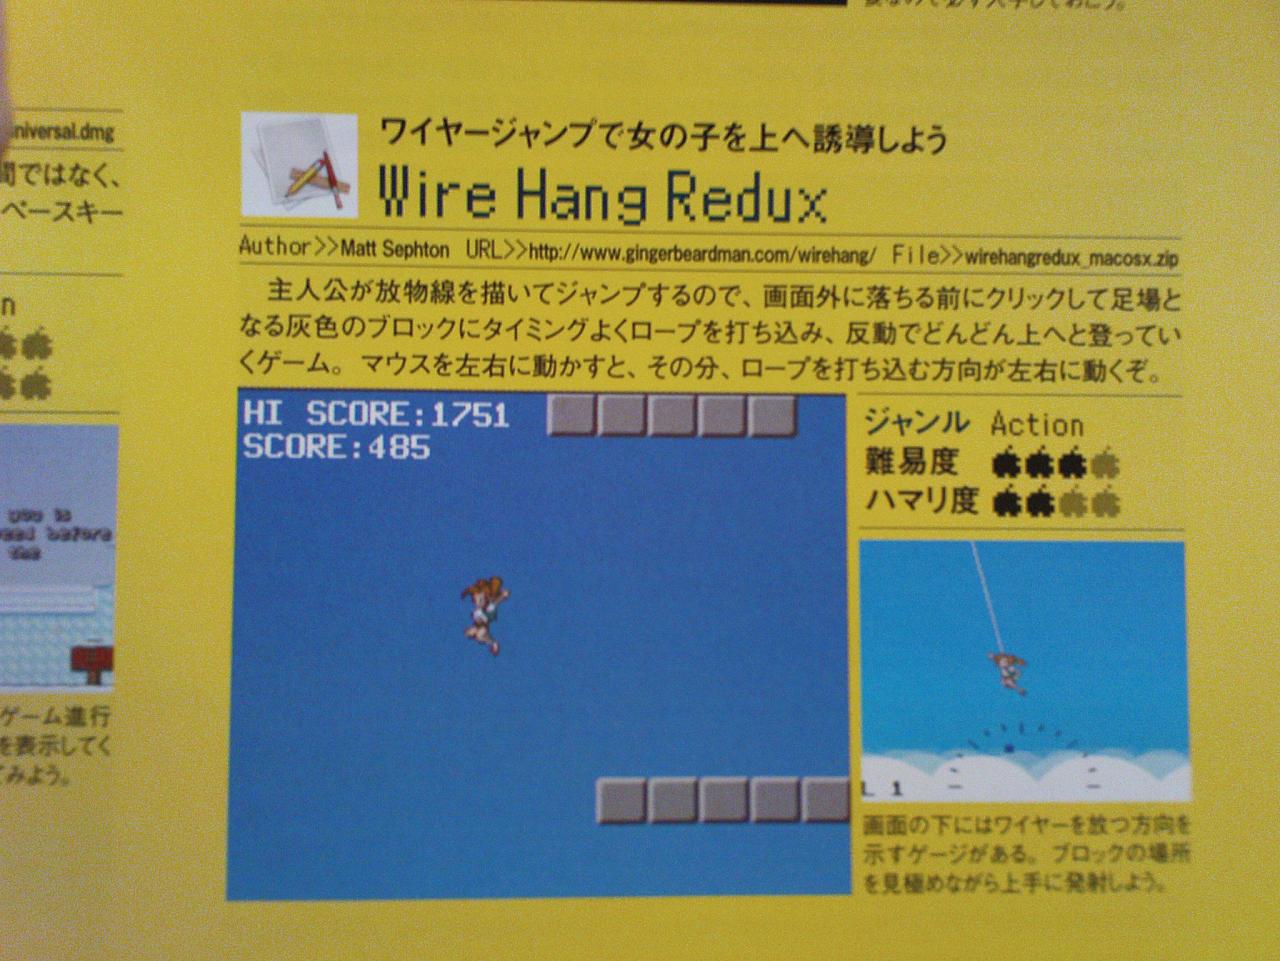 niversal.dmg
間ではなく、
ペースキー
n
you is
before
the
ゲーム進行
を表示してく
てみよう。
ワイヤージャンプで女の子を上へ誘導しよう
Wire Hang Redux
Author>>Matt Sephton URL>>http://www.gingerbeardman.com/wirehang/ File>>wirehangredux_macosx.zip
主人公が放物線を描いてジャンプするので、画面外に落ちる前にクリックして足場と
なる灰色のブロックにタイミングよくロープを打ち込み、反動でどんどん上へと登ってい
くゲーム。マウスを左右に動かすと、その分、ロープを打ち込む方向が左右に動くぞ。
HI SCORE:1751
SCORE:485
ジャンル Action
難易度
ハマリ度
L 1
画面の下にはワイヤーを放つ方向を
示すゲージがある。ブロックの場所
を見極めながら上手に発射しよう。